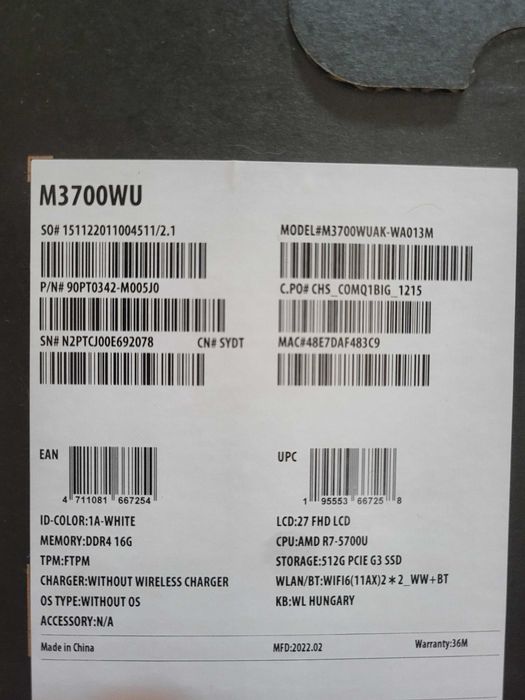 M3700WU
SO# 151122011004511/2.1
MODEL#M3700WUAK-WA013M
P/N# 90PT0342-M005J0
C.PO# CHS_COMQ1BIG_1215
SN# N2PTCJ00E692078 CN# SYDT
MAC#48E7DAF483C9
EAN
4 711081 667254
UPC
1 95553 66725 8
ID-COLOR:1A-WHITE
LCD:27 FHD LCD
MEMORY:DDR4 16G
CPU:AMD R7-5700U
TPM:FTPM
STORAGE:512G PCIE G3 SSD
CHARGER:WITHOUT WIRELESS CHARGER
WLAN/BT:WIFI6(11AX)2*2_WW+BT
OS TYPE:WITHOUT OS
KB:WL HUNGARY
ACCESSORY:N/A
Made in China
MFD:2022.02
Warranty:36M